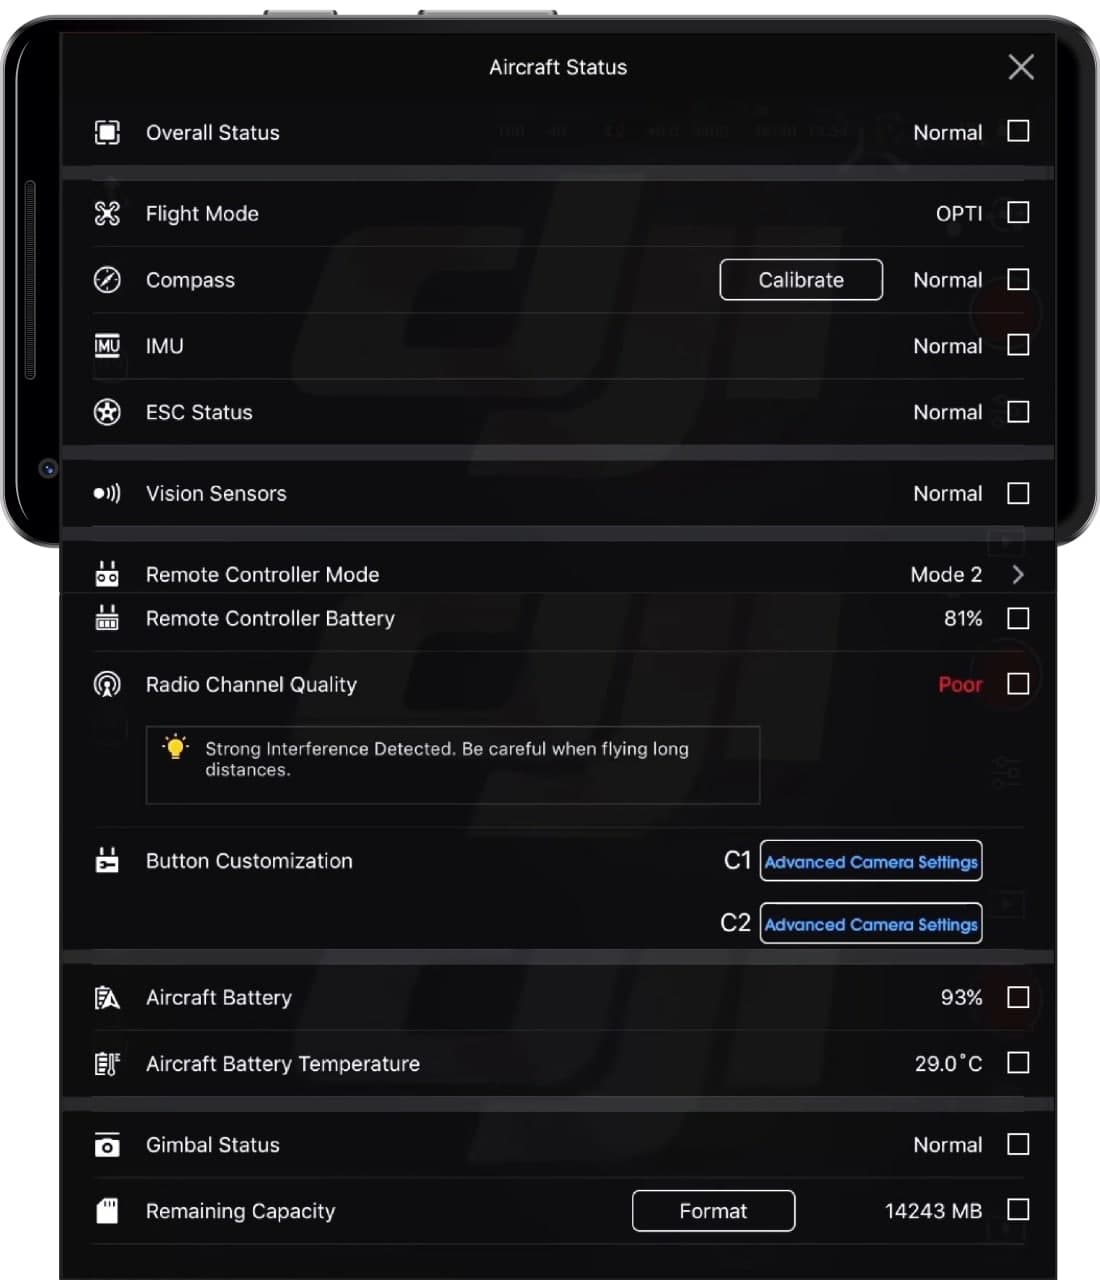 Aircraft Status
Overall Status Normal
Flight Mode OPTI
Compass Calibrate Normal
IMU IMU Normal
ESC Status Normal
Vision Sensors Normal
Remote Controller Mode Mode 2
Remote Controller Battery 81%
Radio Channel Quality Poor
Strong Interference Detected. Be careful when flying long
distances.
Button Customization C1 Advanced Camera Settings
C2 Advanced Camera Settings
Aircraft Battery 93%
Aircraft Battery Temperature 29.0°C
Gimbal Status Normal
Remaining Capacity Format 14243 MB